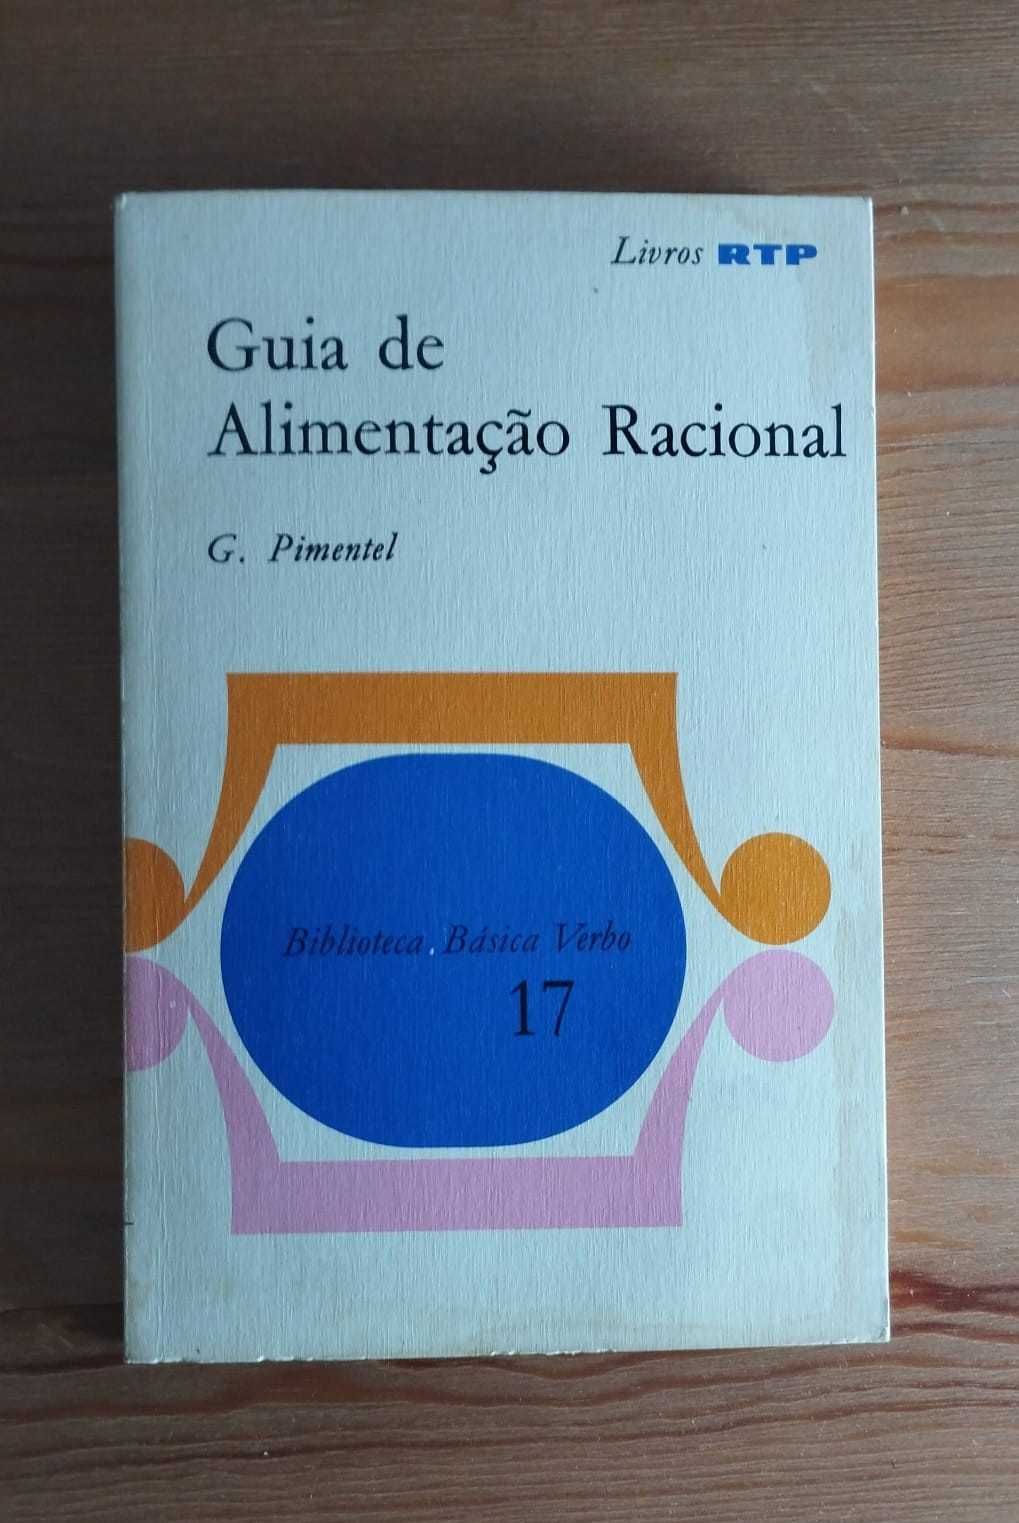 Livros RTP
Guia de
Alimentação Racional
G. Pimentel
Biblioteca Básica Verbo
17